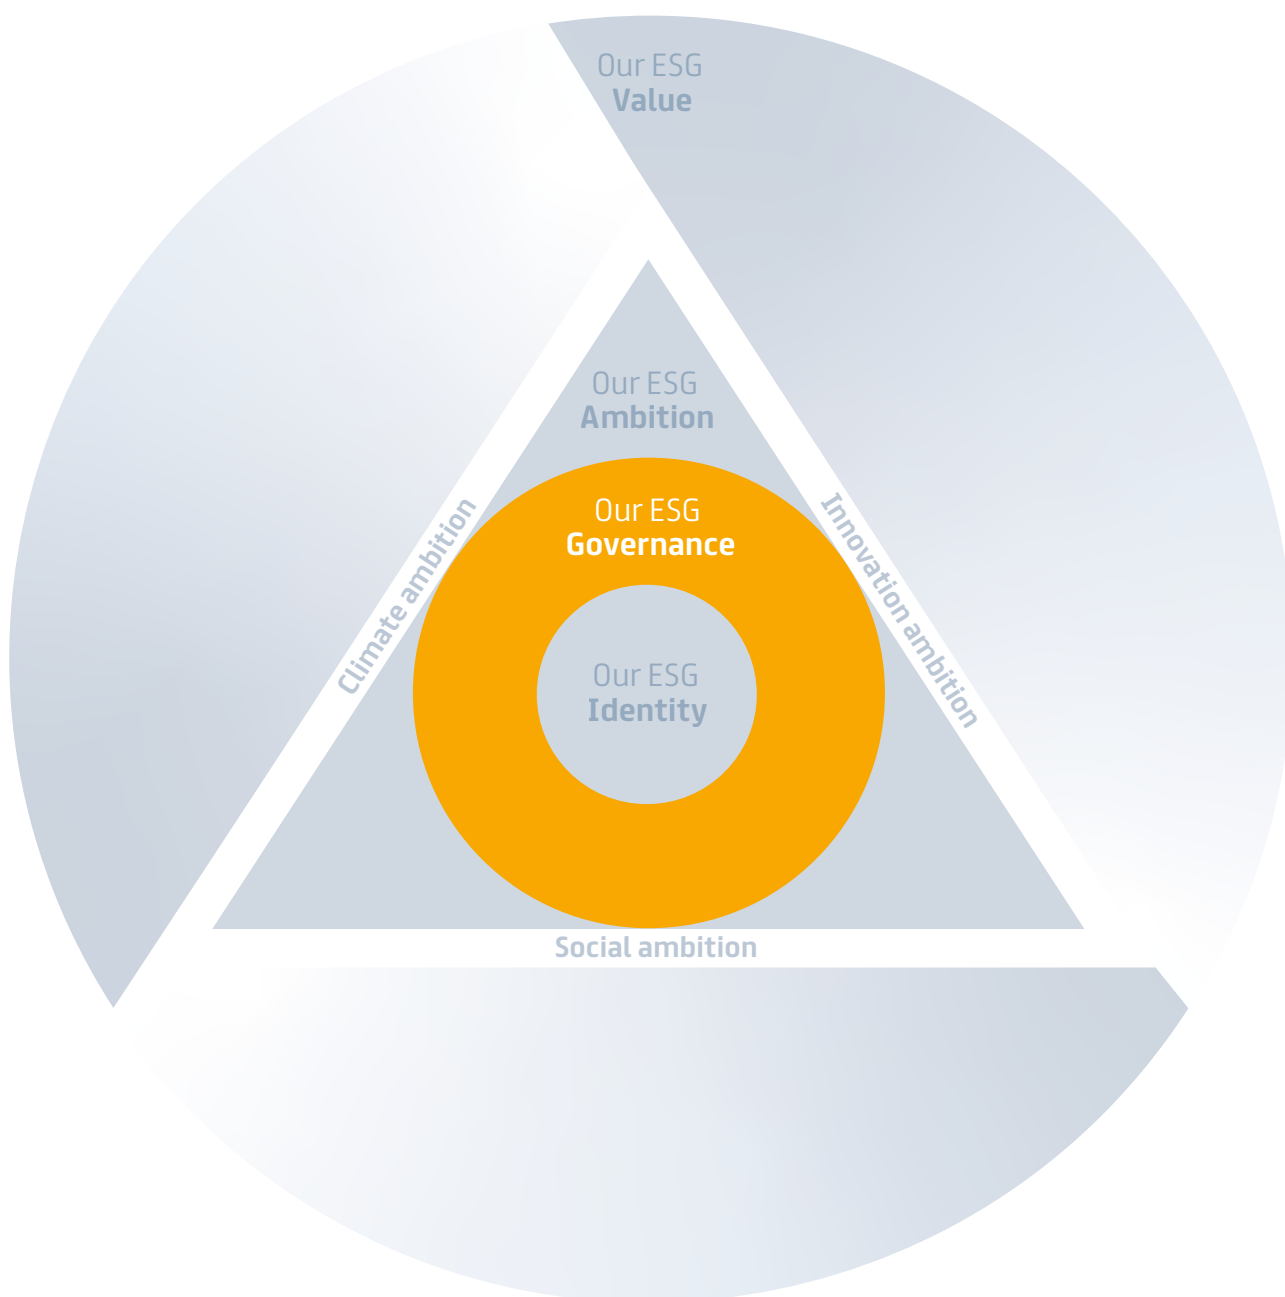 Our ESG
Value
Our ESG
Ambition
Our ESG
Governance
Climate ambition
Innovation ambition
Our ESG
Identity
Social ambition